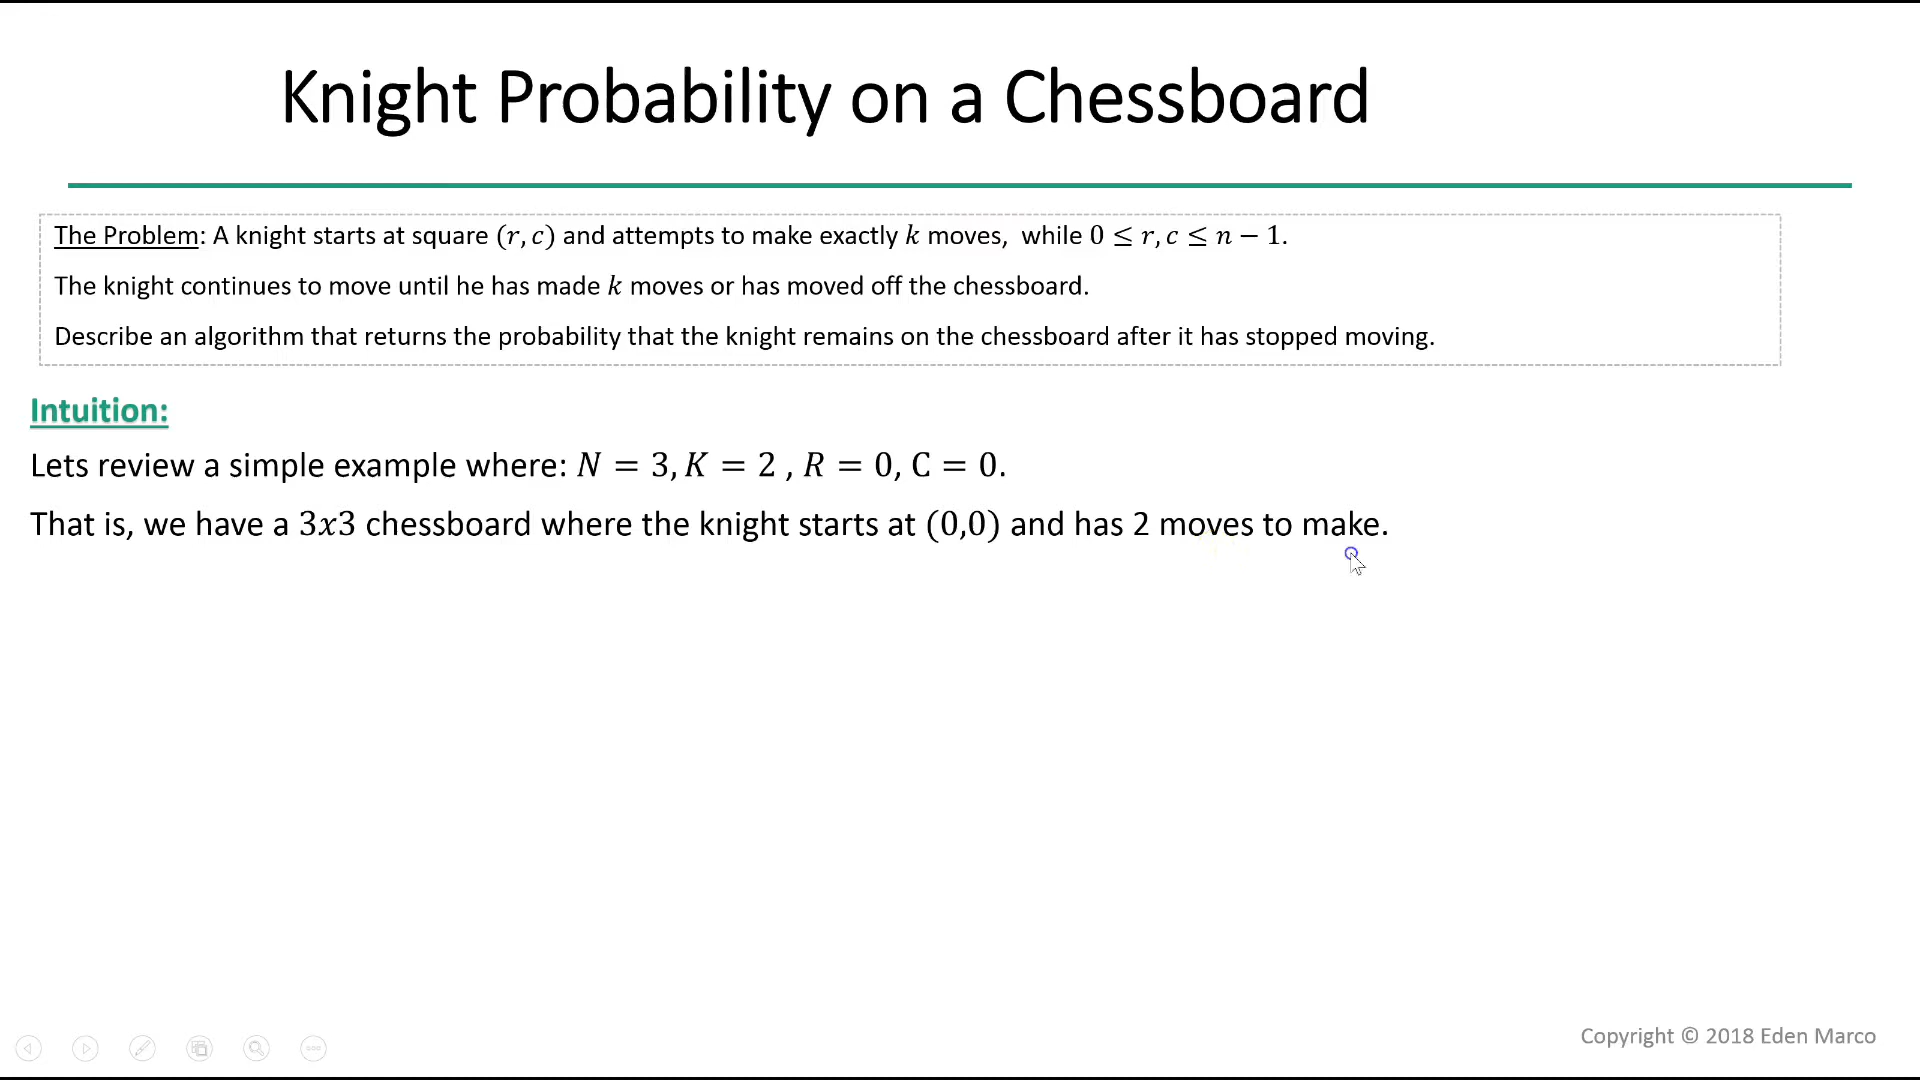 Knight Probability on a Chessboard
The Problem: A knight starts at square (r, c) and attempts to make exactly k moves, while 0 ≤ r, c ≤ n − 1.
The knight continues to move until he has made k moves or has moved off the chessboard.
Describe an algorithm that returns the probability that the knight remains on the chessboard after it has stopped moving.
Intuition:
Lets review a simple example where: N = 3, K = 2 , R = 0, C = 0.
That is, we have a 3x3 chessboard where the knight starts at (0,0) and has 2 moves to make.
Copyright © 2018 Eden Marco